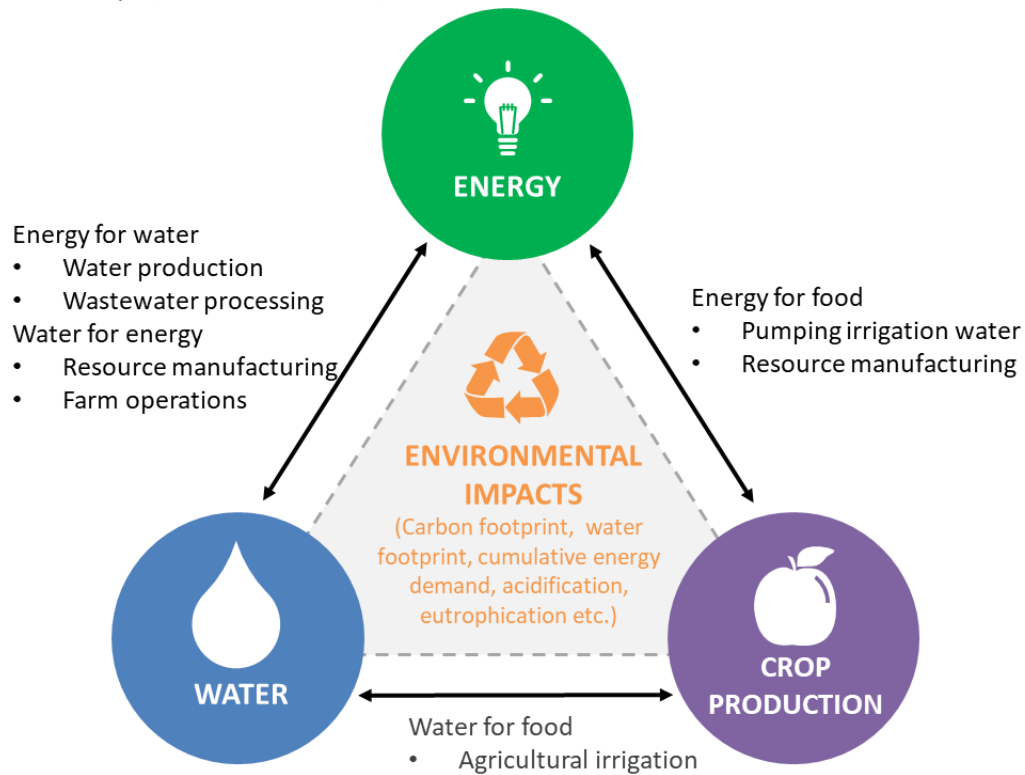 ENERGY
Energy for water
• Water production
• Wastewater processing
Water for energy
• Resource manufacturing
• Farm operations
Energy for food
• Pumping irrigation water
• Resource manufacturing
ENVIRONMENTAL
IMPACTS
(Carbon footprint, water
footprint, cumulative energy
demand, acidification,
eutrophication etc.)
WATER
CROP
PRODUCTION
Water for food
• Agricultural irrigation